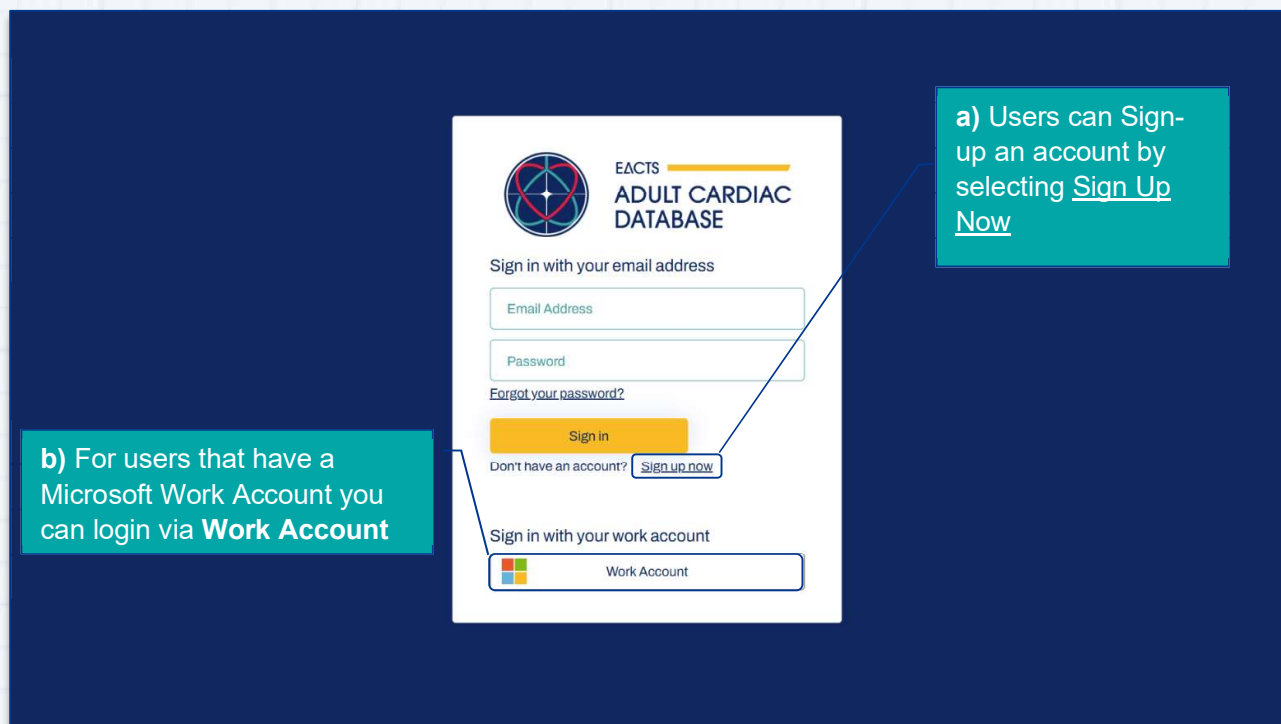 EACTS
ADULT CARDIAC
DATABASE
Sign in with your email address
Email Address
Password
Forgot your password?
Sign in
Don't have an account? Sign up now
Sign in with your work account
Work Account
a) Users can Sign-
up an account by
selecting Sign Up
Now
b) For users that have a
Microsoft Work Account you
can login via Work Account